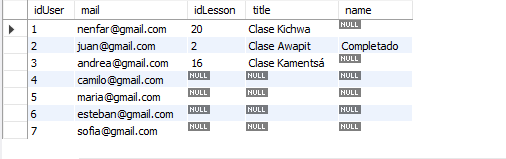 idUser mail idLesson title name
1 nenfar@gmail.com 20 Clase Kichwa NULL
2 juan@gmail.com 2 Clase Awapit Completado
3 andrea@gmail.com 16 Clase Kamentsá NULL
4 camilo@gmail.com NULL NULL NULL
5 maria@gmail.com NULL NULL NULL
6 esteban@gmail.com NULL NULL NULL
7 sofia@gmail.com NULL NULL NULL